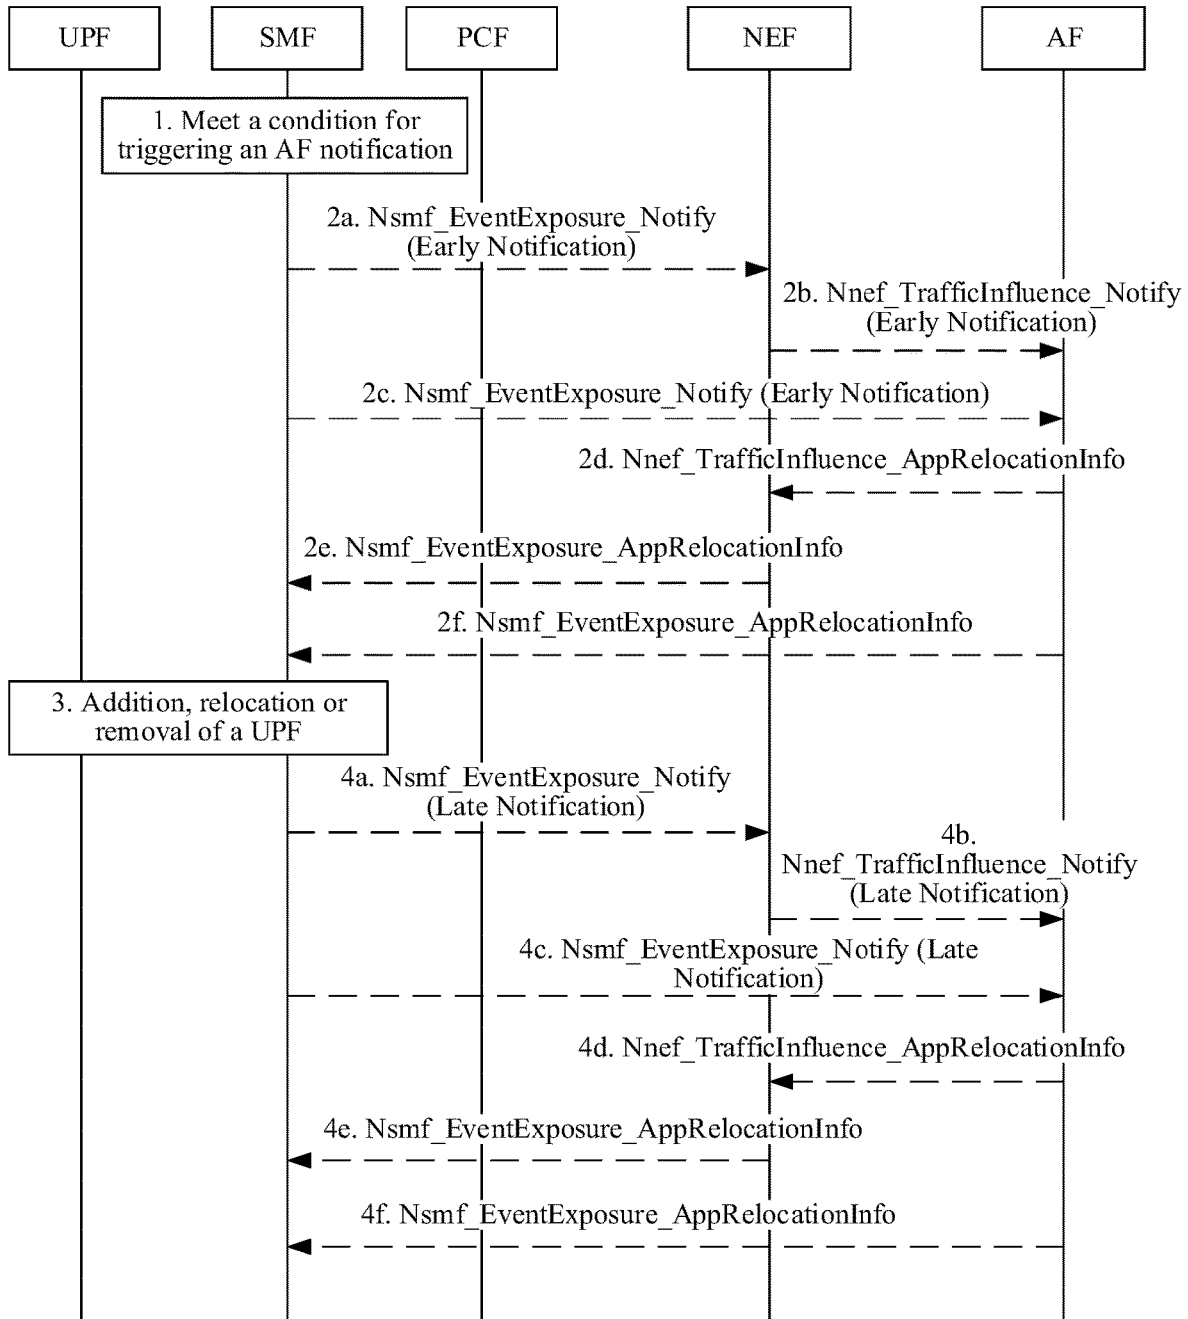 UPF
SMF
PCF
NEF
AF
1. Meet a condition for
triggering an AF notification
2a. Nsmf_EventExposure_Notify
(Early Notification)
2b. Nnef_TrafficInfluence_Notify
(Early Notification)
2c. Nsmf_EventExposure_Notify (Early Notification)
2d. Nnef_TrafficInfluence_AppRelocationInfo
2e. Nsmf_EventExposure_AppRelocationInfo
2f. Nsmf_EventExposure_AppRelocationInfo
3. Addition, relocation or
removal of a UPF
4a. Nsmf_EventExposure_Notify
(Late Notification)
4b.
Nnef_TrafficInfluence_Notify
(Late Notification)
4c. Nsmf_EventExposure_Notify (Late
Notification)
4d. Nnef_TrafficInfluence_AppRelocationInfo
4e. Nsmf_EventExposure_AppRelocationInfo
4f. Nsmf_EventExposure_AppRelocationInfo